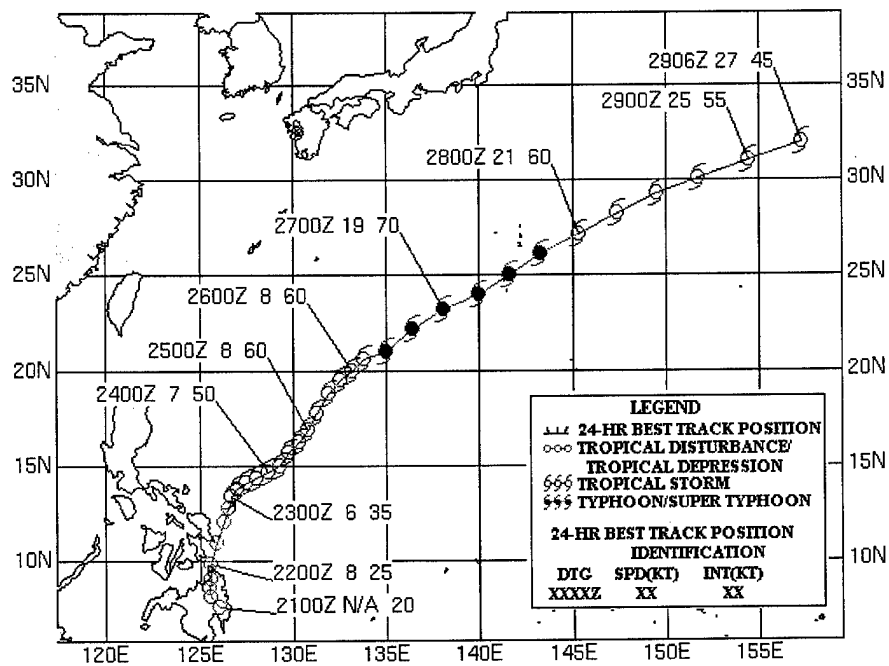 2906Z 27 45
35N
35N
2900Z 25 55
2800Z 21 60
30N
30N
2700Z 19 70
25N
25N
2600Z 8 60
20N
20N
2500Z 8 60
2400Z 7 50
LEGEND
24-HR BEST TRACK POSITION
TROPICAL DISTURBANCE/
TROPICAL DEPRESSION
TROPICAL STORM
TYPHOON/SUPER TYPHOON
15N
15N
2300Z 6 35
24-HR BEST TRACK POSITION
IDENTIFICATION
DTG SPD(KT) INT(KT)
XXXXZ XX XX
10N
10N
2200Z 8 25
2100Z N/A 20
120E 125E 130E 135E 140E 145E 150E 155E